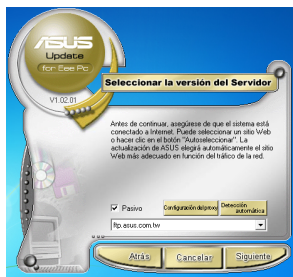 ASUS
Update
for Eee Pc
V1.02.01
Seleccionar la versión del Servidor
Antes de continuar, asegúrese de que el sistema está
conectado a Internet. Puede seleccionar un sitio Web
o hacer clic en el botón "Autoseleccionar". La
actualización de ASUS elegrá automáticamente el sitio
Web más adecuado en función del tráfico de la red.
Pasivo
Configuración del proxy
Detección
automática
ftp.asus.com.tw
Atrás
Cancelar
Siguiente